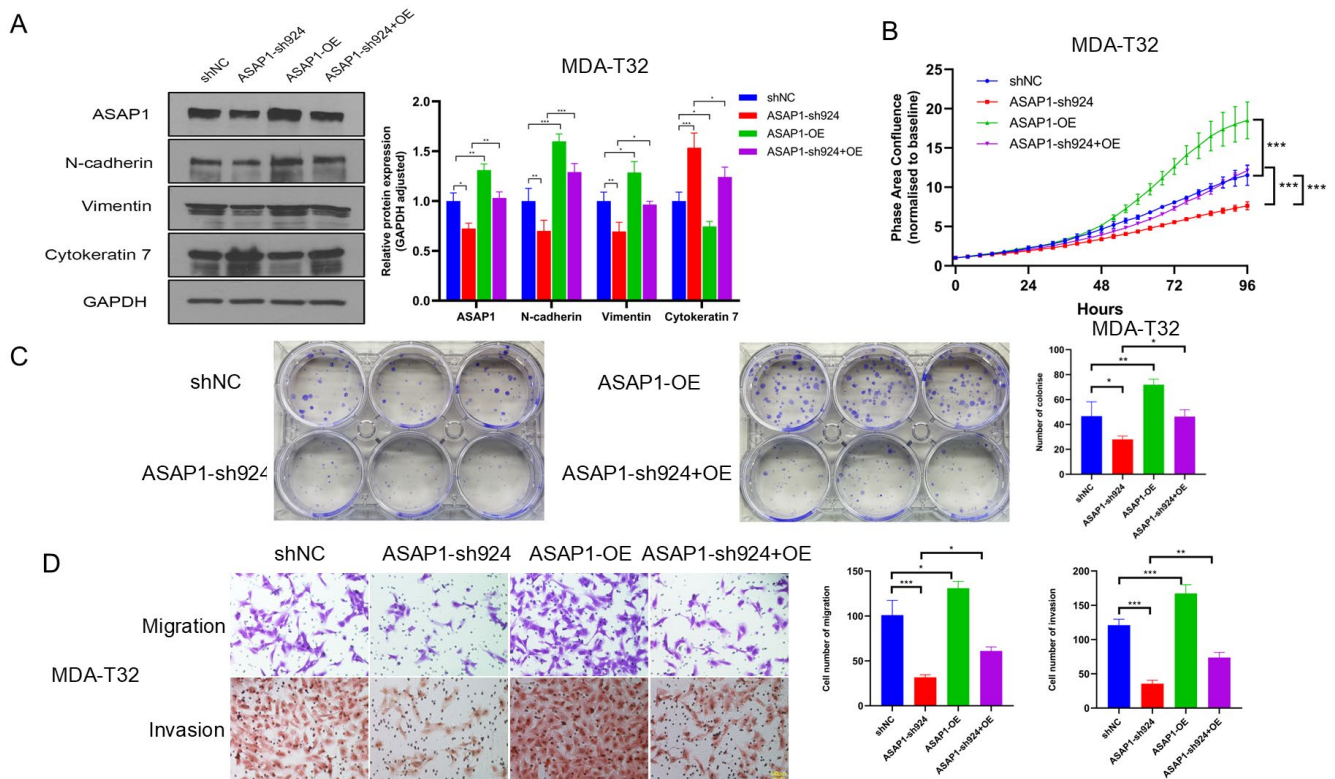 A
shNC
ASAP1-sh924
ASAP1-OE
ASAP1-sh924+OE
ASAP1
N-cadherin
Vimentin
Cytokeratin 7
GAPDH
MDA-T32
Relative protein expression
(GAPDH adjusted)
2.0
1.5
1.0
0.5
0.0
* ** ** ** *** *** ** * * *** * *
ASAP1 N-cadherin Vimentin Cytokeratin 7
shNC
ASAP1-sh924
ASAP1-OE
ASAP1-sh924+OE
B
MDA-T32
Phase Area Confluence
(normalised to baseline)
25
20
15
10
5
0
shNC
ASAP1-sh924
ASAP1-OE
ASAP1-sh924+OE
***
*** ***
0 24 48 72 96
Hours
C
shNC
ASAP1-sh924
ASAP1-OE
ASAP1-sh924+OE
MDA-T32
Number of colonise
100
80
60
40
20
0
*
**
*
shNC
ASAP1-sh924
ASAP1-OE
ASAP1-sh924+OE
D
shNC ASAP1-sh924 ASAP1-OE ASAP1-sh924+OE
Migration
MDA-T32
Invasion
Cell number of migration
150
100
50
0
*
*
***
shNC
ASAP1-sh924
ASAP1-OE
ASAP1-sh924+OE
Cell number of invasion
200
150
100
50
0
**
***
***
shNC
ASAP1-sh924
ASAP1-OE
ASAP1-sh924+OE